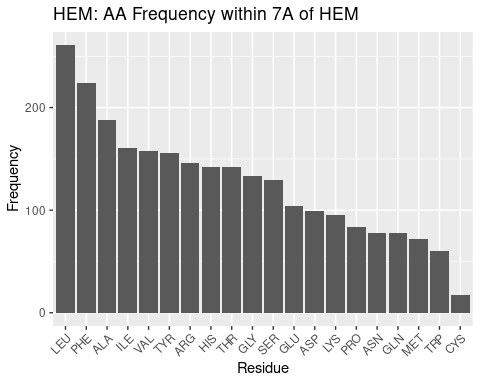 HEM: AA Frequency within 7A of HEM
Frequency
200
100
0
LEU PHE ALA ILE VAL TYR ARG HIS THR GLY SER GLU ASP LYS PRO ASN GLN MET TRP CYS
Residue